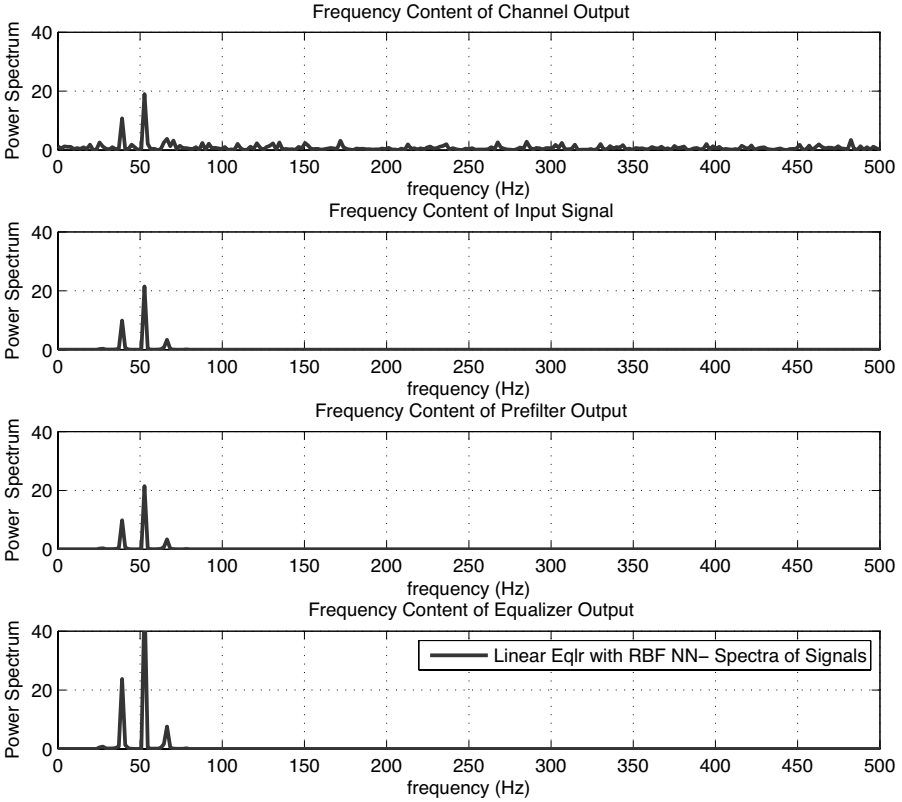 Frequency Content of Channel Output
Power Spectrum
40
20
0
0 50 100 150 200 250 300 350 400 450 500
frequency (Hz)
Frequency Content of Input Signal
Power Spectrum
40
20
0
0 50 100 150 200 250 300 350 400 450 500
frequency (Hz)
Frequency Content of Prefilter Output
Power Spectrum
40
20
0
0 50 100 150 200 250 300 350 400 450 500
frequency (Hz)
Frequency Content of Equalizer Output
Power Spectrum
40
20
0
Linear Eqlr with RBF NN− Spectra of Signals
0 50 100 150 200 250 300 350 400 450 500
frequency (Hz)